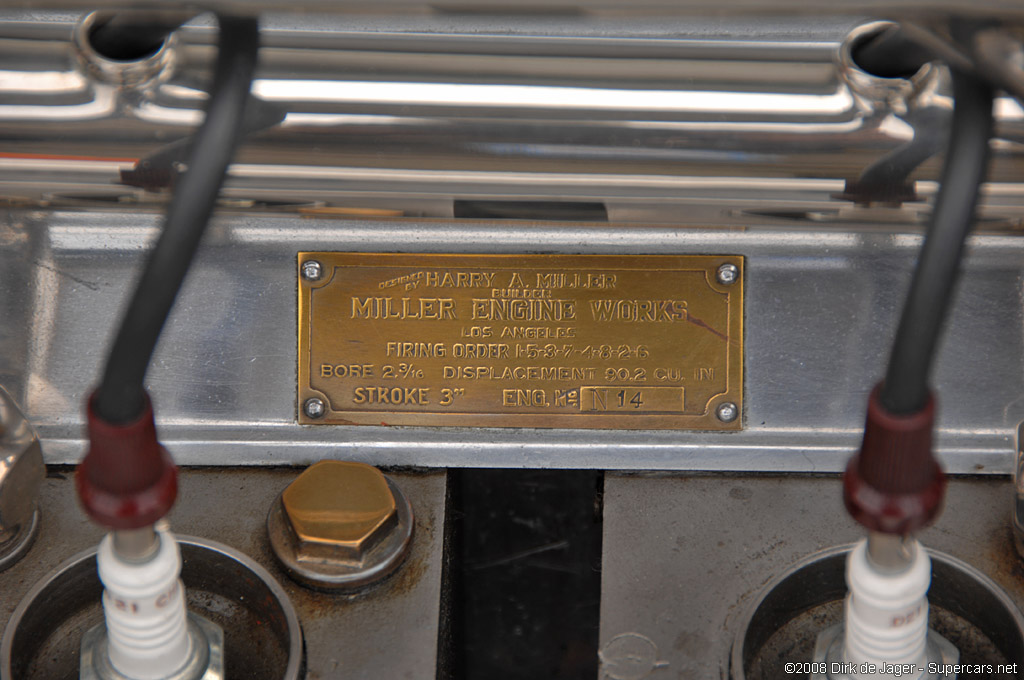 DESIGNED BY HARRY A. MILLER
BUILDER
MILLER ENGINE WORKS
LOS ANGELES
FIRING ORDER 1-5-3-7-4-8-2-6
BORE 2.3/16 DISPLACEMENT 90.2 CU. IN
STROKE 3" ENG. No. N 14
D21
©2008 Dirk de Jager - Supercars.net